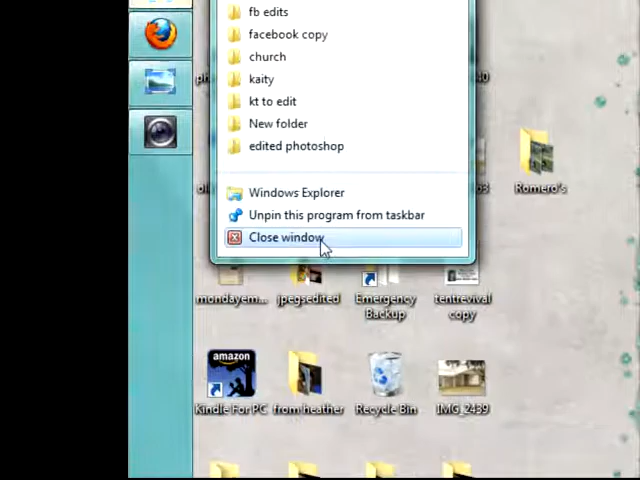 fb edits
facebook copy
church
kaity
kt to edit
New folder
edited photoshop
Windows Explorer
Unpin this program from taskbar
Close window
Romero's
mondayem...
jpegsedited
Emergency Backup
tentrevival copy
amazon
Kindle For PC
from heather
Recycle Bin
IMG_2439